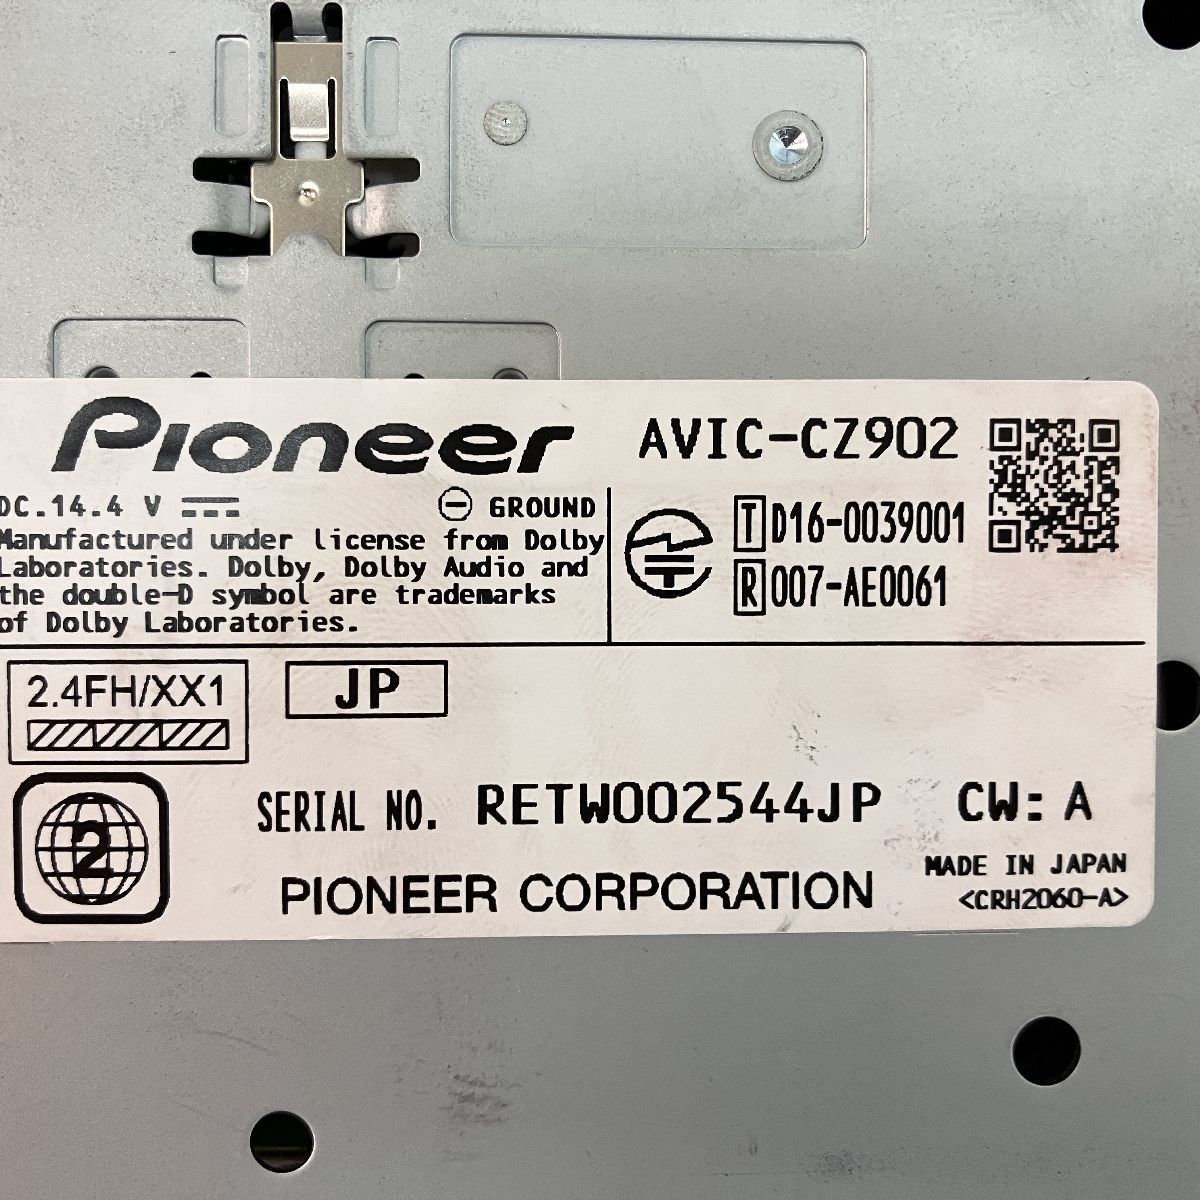 Pioneer AVIC-CZ902
DC.14.4 V ⊖ GROUND
Manufactured under license from Dolby
Laboratories. Dolby, Dolby Audio and
the double-D symbol are trademarks
of Dolby Laboratories.
T D16-0039001
R 007-AE0061
2.4FH/XX1
JP
2
SERIAL NO. RETW002544JP CW: A
PIONEER CORPORATION
MADE IN JAPAN
<CRH2060-A>